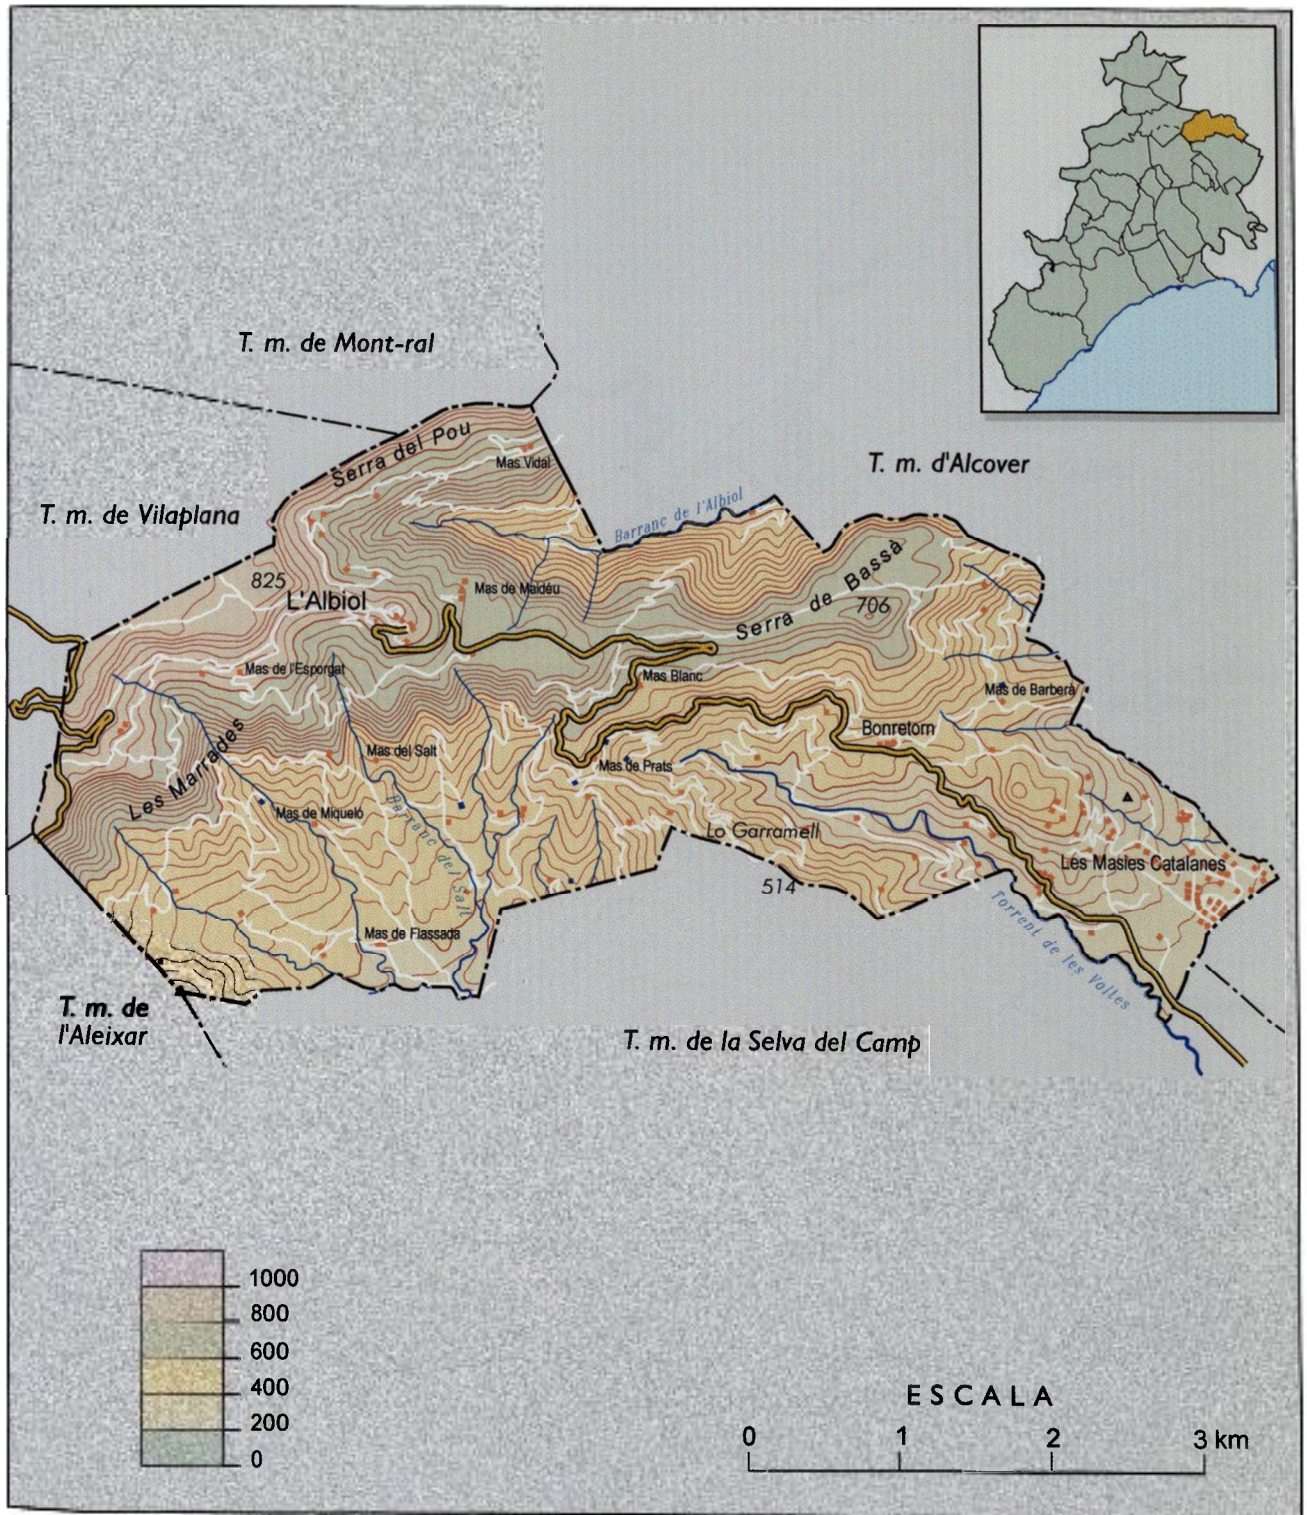 T. m. de Mont-ral
Serra del Pou
Mas Vidal
T. m. d'Alcover
Barranc de l'Albiol
T. m. de Vilaplana
825
L'Albiol
Mas de Maidéu
Serra de Bassà
706
Mas de l'Esporgat
Mas Blanc
Mas de Barberà
Les Marrades
Mas del Salt
Bonretorn
Mas de Prats
Mas de Miqueló
Barranc del Salt
Lo Garramell
514
Les Masies Catalanes
Mas de Flassada
Torrent de les Voltes
T. m. de
l'Aleixar
T. m. de la Selva del Camp
1000
800
600
400
200
0
ESCALA
0 1 2 3 km